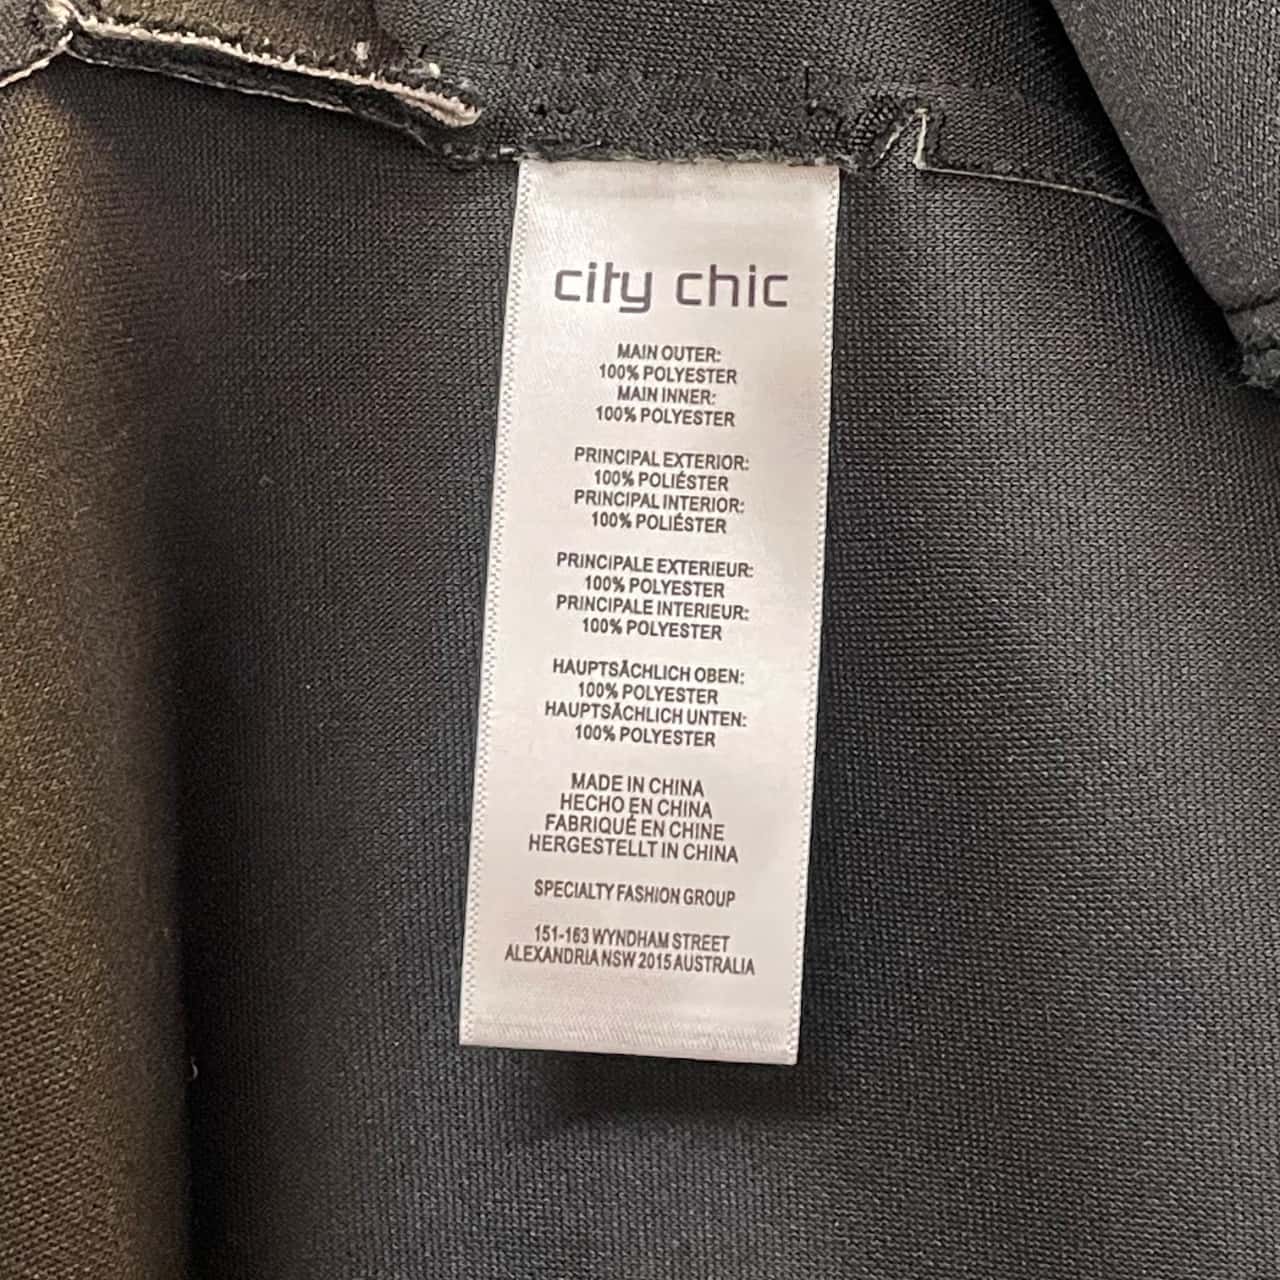 city chic
MAIN OUTER:
100% POLYESTER
MAIN INNER:
100% POLYESTER
PRINCIPAL EXTERIOR:
100% POLIÉSTER
PRINCIPAL INTERIOR:
100% POLIÉSTER
PRINCIPALE EXTERIEUR:
100% POLYESTER
PRINCIPALE INTERIEUR:
100% POLYESTER
HAUPTSÄCHLICH OBEN:
100% POLYESTER
HAUPTSÄCHLICH UNTEN:
100% POLYESTER
MADE IN CHINA
HECHO EN CHINA
FABRIQUÉ EN CHINE
HERGESTELLT IN CHINA
SPECIALTY FASHION GROUP
151-163 WYNDHAM STREET
ALEXANDRIA NSW 2015 AUSTRALIA